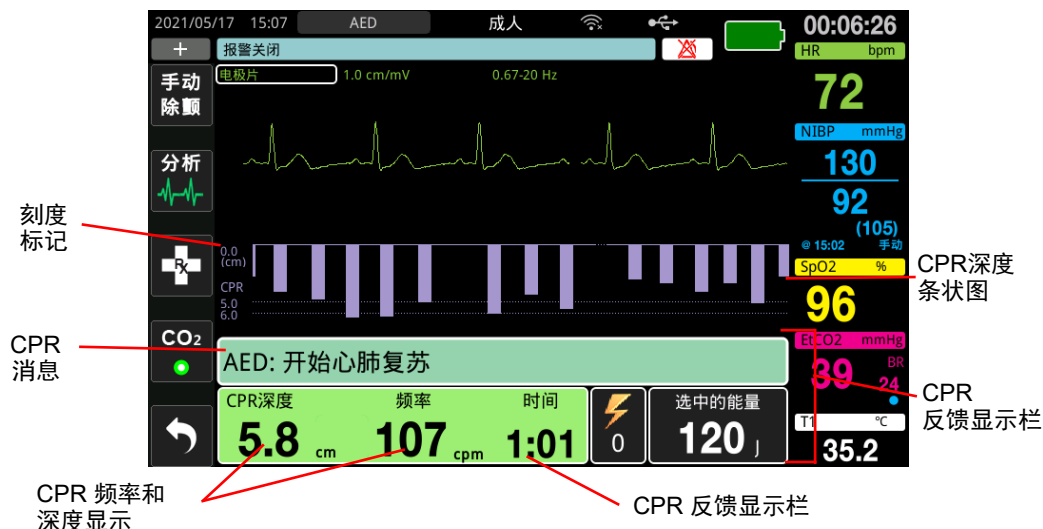 2021/05/17 15:07 AED 成人 00:06:26
报警关闭
HR bpm
72
手动
除颤
电极片 1.0 cm/mV 0.67-20 Hz
NIBP mmHg
130
92
(105)
@ 15:02 手动
分析
刻度
标记
0.0
(cm)
CPR
5.0
6.0
Rx
SpO2 %
96
CPR深度
条状图
CO2
CPR
消息
AED: 开始心肺复苏
EtCO2 mmHg
39
BR
24
CPR
反馈显示栏
CPR深度 频率 时间
5.8 cm 107 cpm 1:01
0
选中的能量
120 J
T1 ℃
35.2
CPR 频率和
深度显示
CPR 反馈显示栏